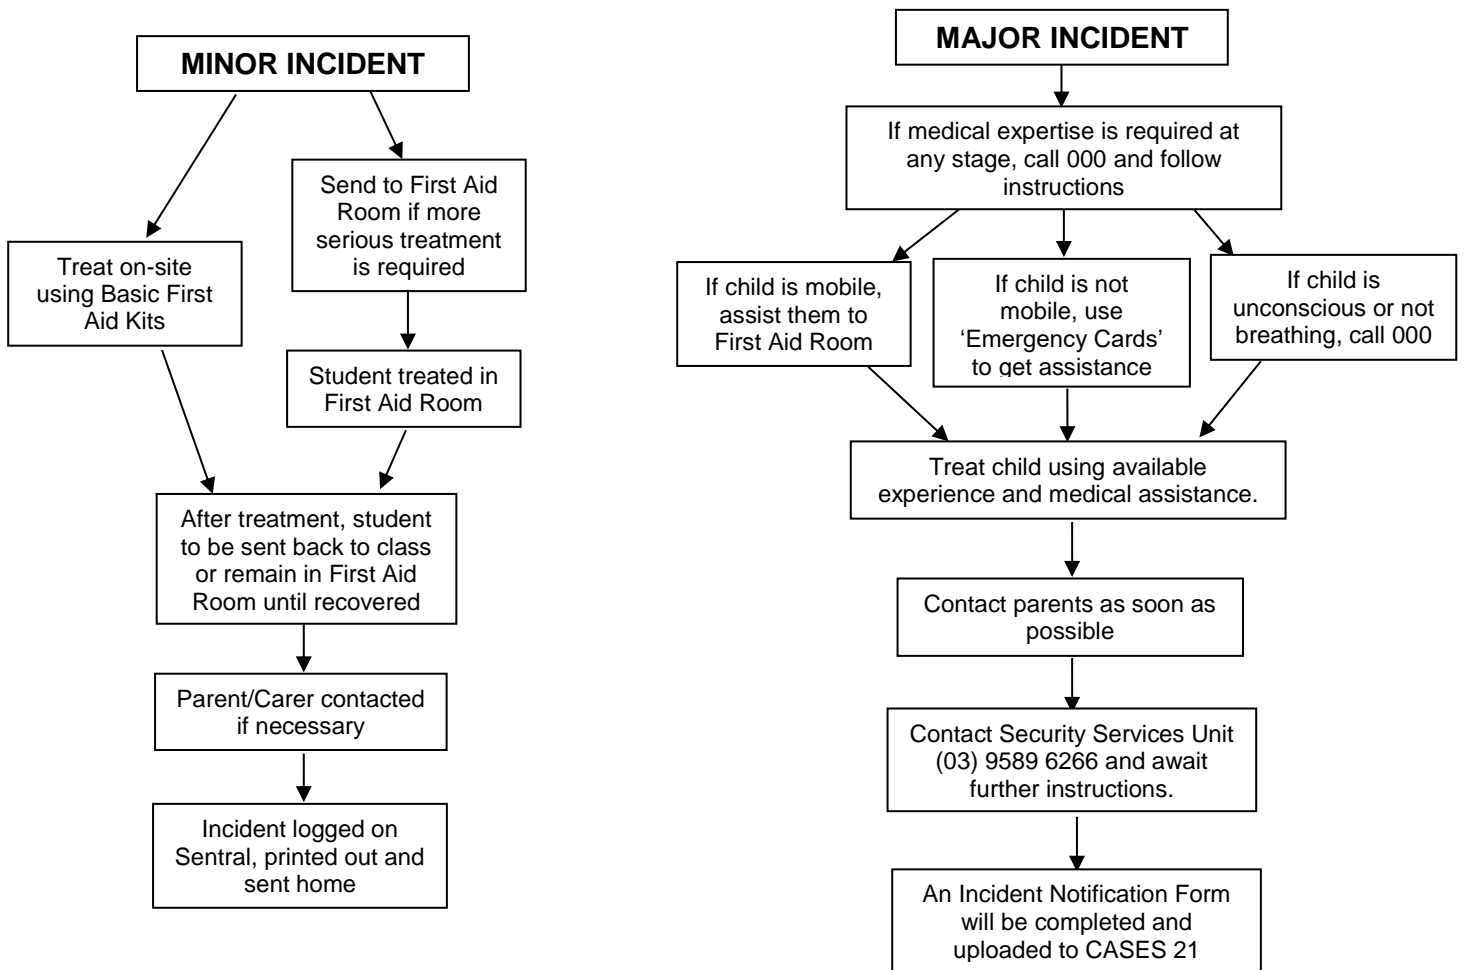 MINOR INCIDENT
Send to First Aid
Room if more
serious treatment
is required
Treat on-site
using Basic First
Aid Kits
Student treated in
First Aid Room
After treatment, student
to be sent back to class
or remain in First Aid
Room until recovered
Parent/Carer contacted
if necessary
Incident logged on
Sentral, printed out and
sent home
MAJOR INCIDENT
If medical expertise is required at
any stage, call 000 and follow
instructions
If child is mobile,
assist them to
First Aid Room
If child is not
mobile, use
‘Emergency Cards’
to get assistance
If child is
unconscious or not
breathing, call 000
Treat child using available
experience and medical assistance.
Contact parents as soon as
possible
Contact Security Services Unit
(03) 9589 6266 and await
further instructions.
An Incident Notification Form
will be completed and
uploaded to CASES 21